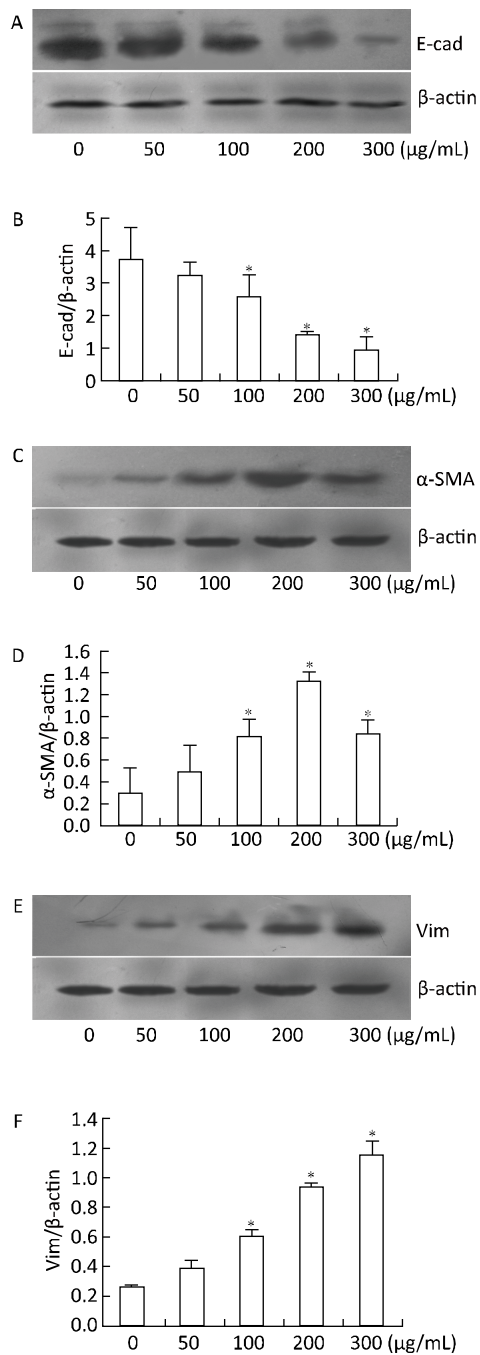 A
E-cad
β-actin
0 50 100 200 300 (μg/mL)
B
E-cad/β-actin
5
4
3
2
1
0
* * *
0 50 100 200 300 (μg/mL)
C
α-SMA
β-actin
0 50 100 200 300 (μg/mL)
D
α-SMA/β-actin
1.6
1.4
1.2
1.0
0.8
0.6
0.4
0.2
0.0
* * *
0 50 100 200 300 (μg/mL)
E
Vim
β-actin
0 50 100 200 300 (μg/mL)
F
Vim/β-actin
1.4
1.2
1.0
0.8
0.6
0.4
0.2
0.0
* * *
0 50 100 200 300 (μg/mL)